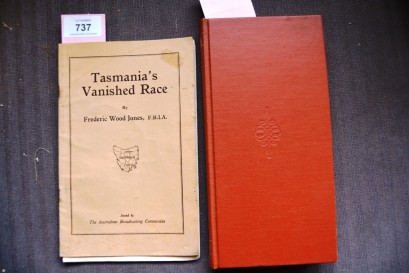 737
Tasmania's
Vanished Race
By
Frederic Wood Jones, F.R.I.A.
Issued by
The Australian Broadcasting Commission